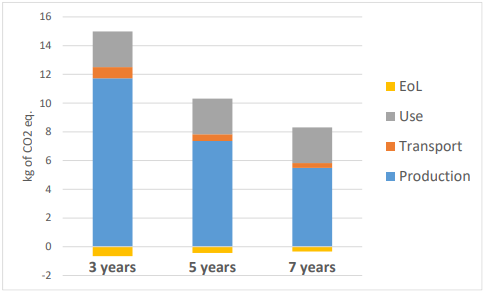 kg of CO2 eq.
16
14
12
10
8
6
4
2
0
-2
3 years
5 years
7 years
EoL
Use
Transport
Production